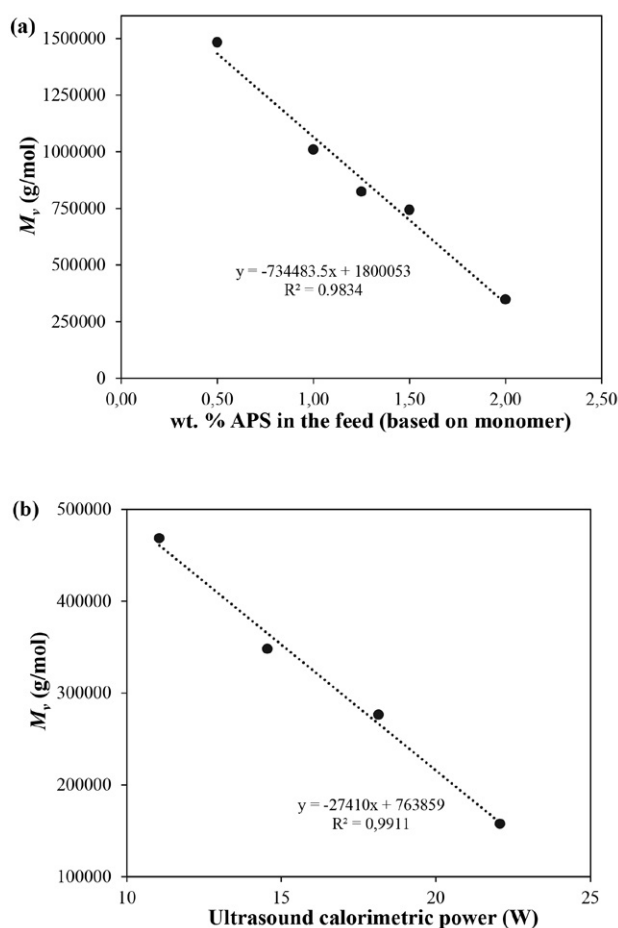 (a)
1500000
1250000
1000000
750000
500000
250000
0
Mv (g/mol)
y = -734483.5x + 1800053
R² = 0.9834
0,00 0,50 1,00 1,50 2,00 2,50
wt. % APS in the feed (based on monomer)
(b)
500000
400000
300000
200000
100000
Mv (g/mol)
y = -27410x + 763859
R² = 0,9911
10 15 20 25
Ultrasound calorimetric power (W)